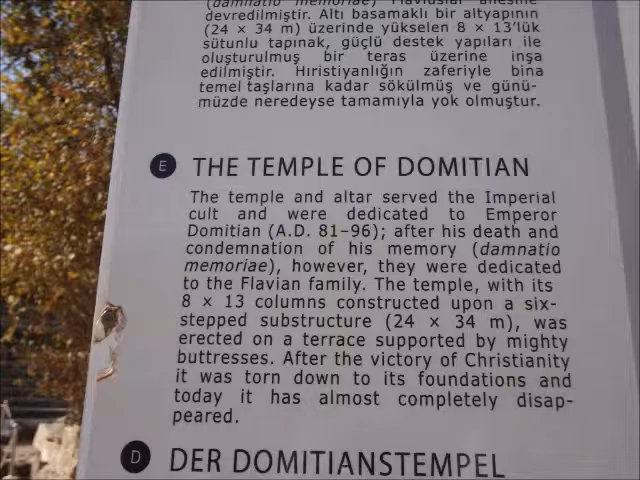 (damnatio memoriae) Flaviuslar ailesine
devredilmiştir. Altı basamaklı bir altyapının
(24 × 34 m) üzerinde yükselen 8 × 13'lük
sütunlu tapınak, güçlü destek yapıları ile
oluşturulmuş bir teras üzerine inşa
edilmiştir. Hıristiyanlığın zaferiyle bina
temel taşlarına kadar sökülmüş ve günü-
müzde neredeyse tamamıyla yok olmuştur.
E THE TEMPLE OF DOMITIAN
The temple and altar served the Imperial
cult and were dedicated to Emperor
Domitian (A.D. 81–96); after his death and
condemnation of his memory (damnatio
memoriae), however, they were dedicated
to the Flavian family. The temple, with its
8 × 13 columns constructed upon a six-
stepped substructure (24 × 34 m), was
erected on a terrace supported by mighty
buttresses. After the victory of Christianity
it was torn down to its foundations and
today it has almost completely disap-
peared.
D DER DOMITIANSTEMPEL